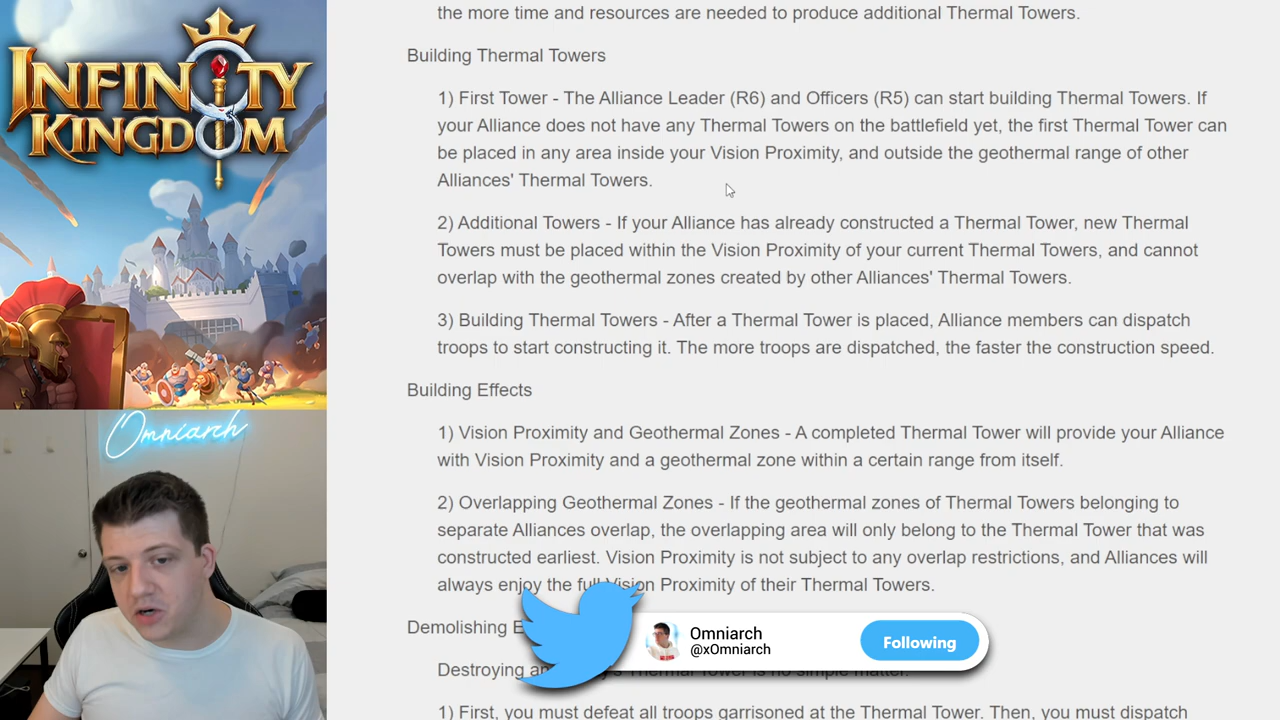 INFINITY
KINGDOM
Omniarch
the more time and resources are needed to produce additional Thermal Towers.
Building Thermal Towers
1) First Tower - The Alliance Leader (R6) and Officers (R5) can start building Thermal Towers. If
your Alliance does not have any Thermal Towers on the battlefield yet, the first Thermal Tower can
be placed in any area inside your Vision Proximity, and outside the geothermal range of other
Alliances' Thermal Towers.
2) Additional Towers - If your Alliance has already constructed a Thermal Tower, new Thermal
Towers must be placed within the Vision Proximity of your current Thermal Towers, and cannot
overlap with the geothermal zones created by other Alliances' Thermal Towers.
3) Building Thermal Towers - After a Thermal Tower is placed, Alliance members can dispatch
troops to start constructing it. The more troops are dispatched, the faster the construction speed.
Building Effects
1) Vision Proximity and Geothermal Zones - A completed Thermal Tower will provide your Alliance
with Vision Proximity and a geothermal zone within a certain range from itself.
2) Overlapping Geothermal Zones - If the geothermal zones of Thermal Towers belonging to
separate Alliances overlap, the overlapping area will only belong to the Thermal Tower that was
constructed earliest. Vision Proximity is not subject to any overlap restrictions, and Alliances will
always enjoy the full Vision Proximity of their Thermal Towers.
Demolishing
Omniarch
@xOmniarch
Following
Destroying Thermal Tower is no simple matter.
1) First, you must defeat all troops garrisoned at the Thermal Tower. Then, you must dispatch